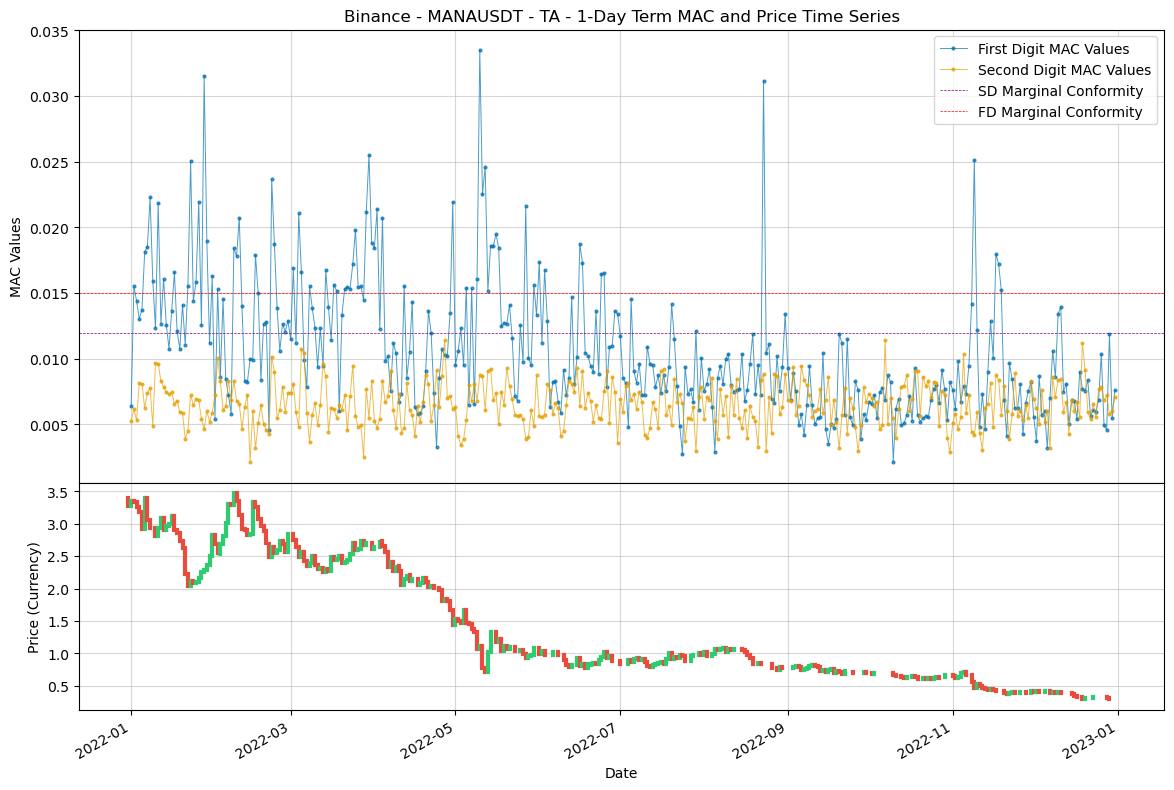 Binance - MANAUSDT - TA - 1-Day Term MAC and Price Time Series
0.035
0.030
0.025
0.020
0.015
0.010
0.005
MAC Values
First Digit MAC Values
Second Digit MAC Values
SD Marginal Conformity
FD Marginal Conformity
3.5
3.0
2.5
2.0
1.5
1.0
0.5
Price (Currency)
2022-01
2022-03
2022-05
2022-07
2022-09
2022-11
2023-01
Date